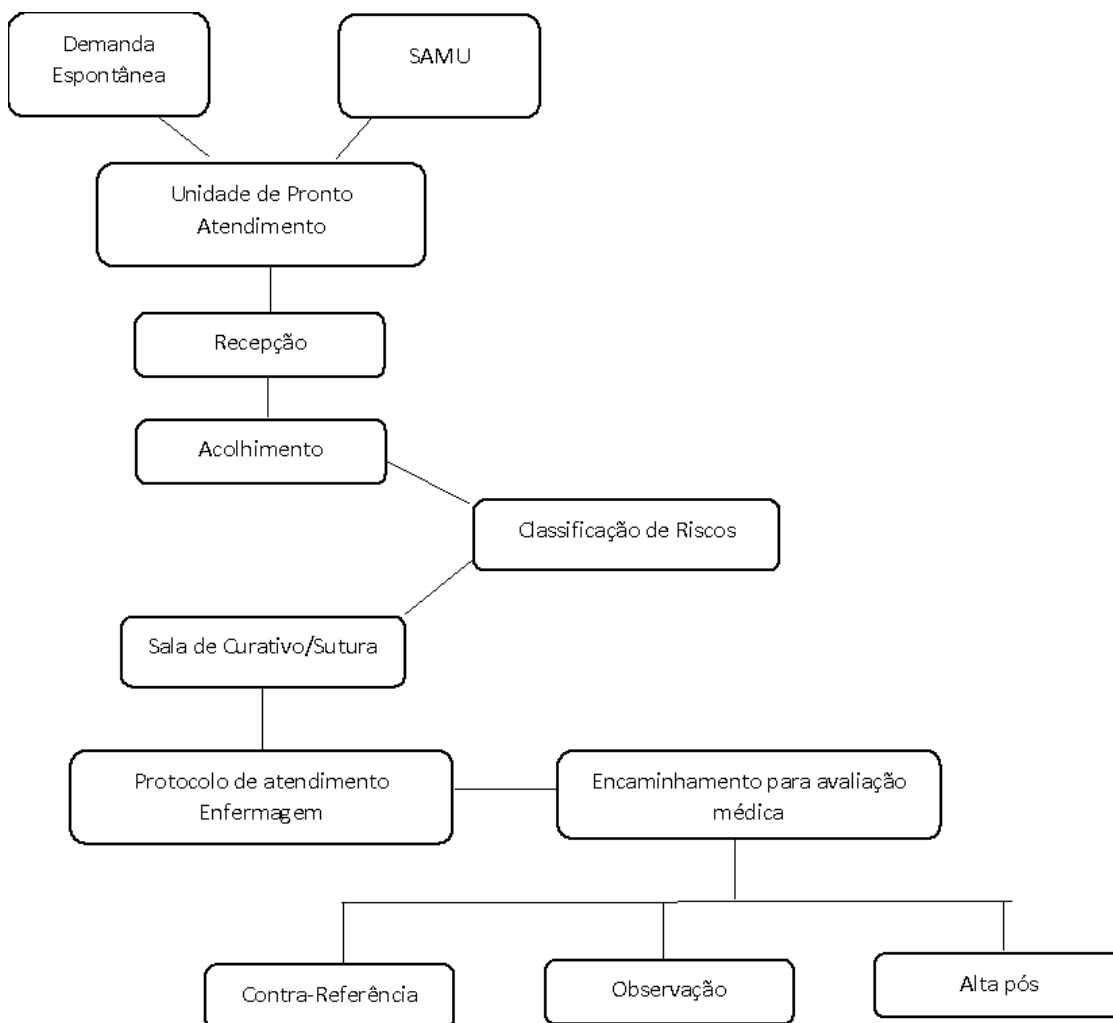 Demanda
Espontânea
SAMU
Unidade de Pronto
Atendimento
Recepção
Acolhimento
Classificação de Riscos
Sala de Curativo/Sutura
Protocolo de atendimento
Enfermagem
Encaminhamento para avaliação
médica
Contra-Referência
Observação
Alta pós